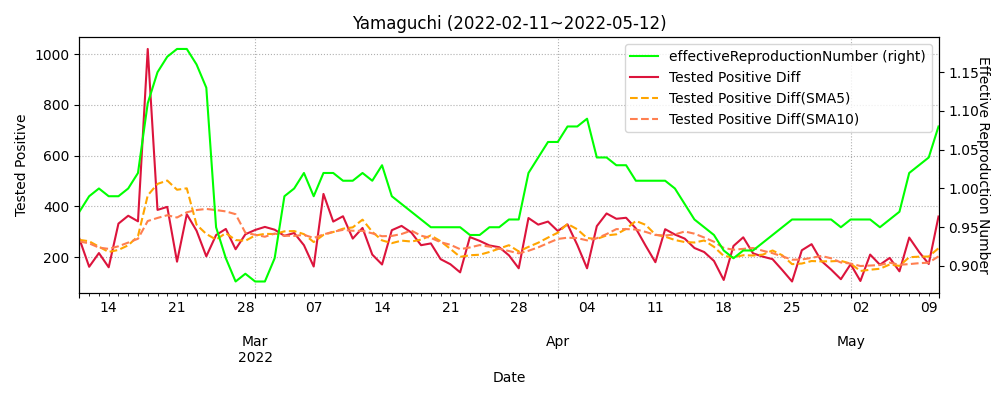 Yamaguchi (2022-02-11~2022-05-12)
effectiveReproductionNumber (right)
Tested Positive Diff
Tested Positive Diff(SMA5)
Tested Positive Diff(SMA10)
Tested Positive
1000
800
600
400
200
1.15
1.10
1.05
1.00
0.95
0.90
Effective Reproduction Number
14 21 28 07 14 21 28 04 11 18 25 02 09
Mar Apr May
2022
Date